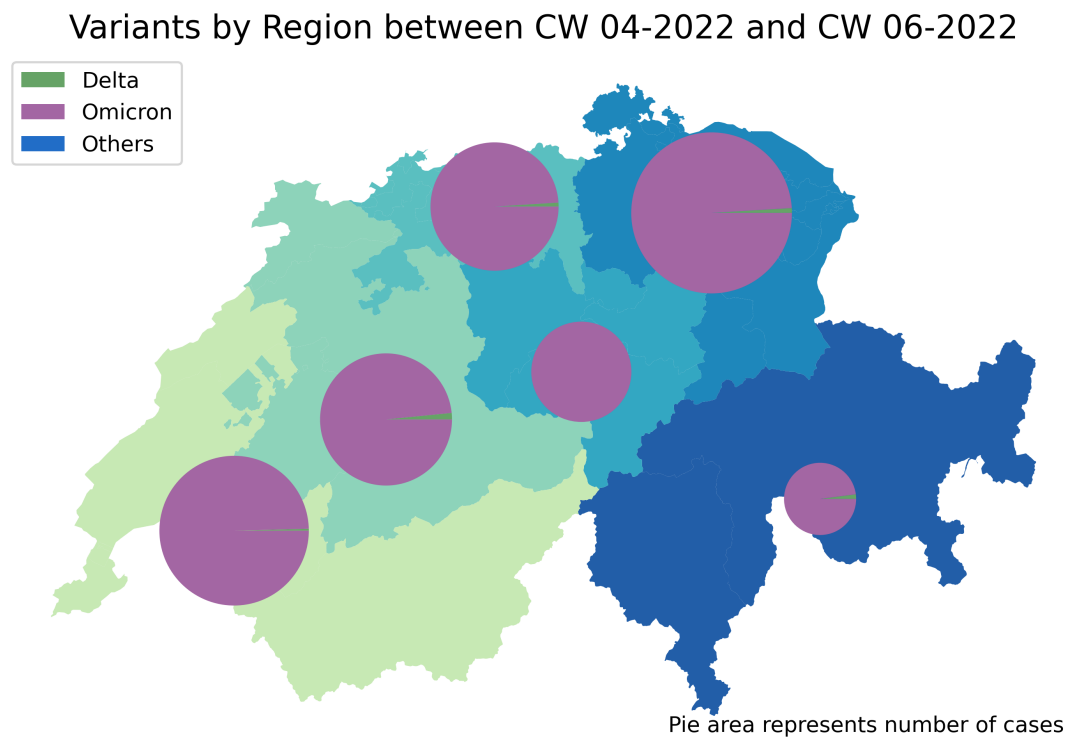 Variants by Region between CW 04-2022 and CW 06-2022
Delta
Omicron
Others
Pie area represents number of cases